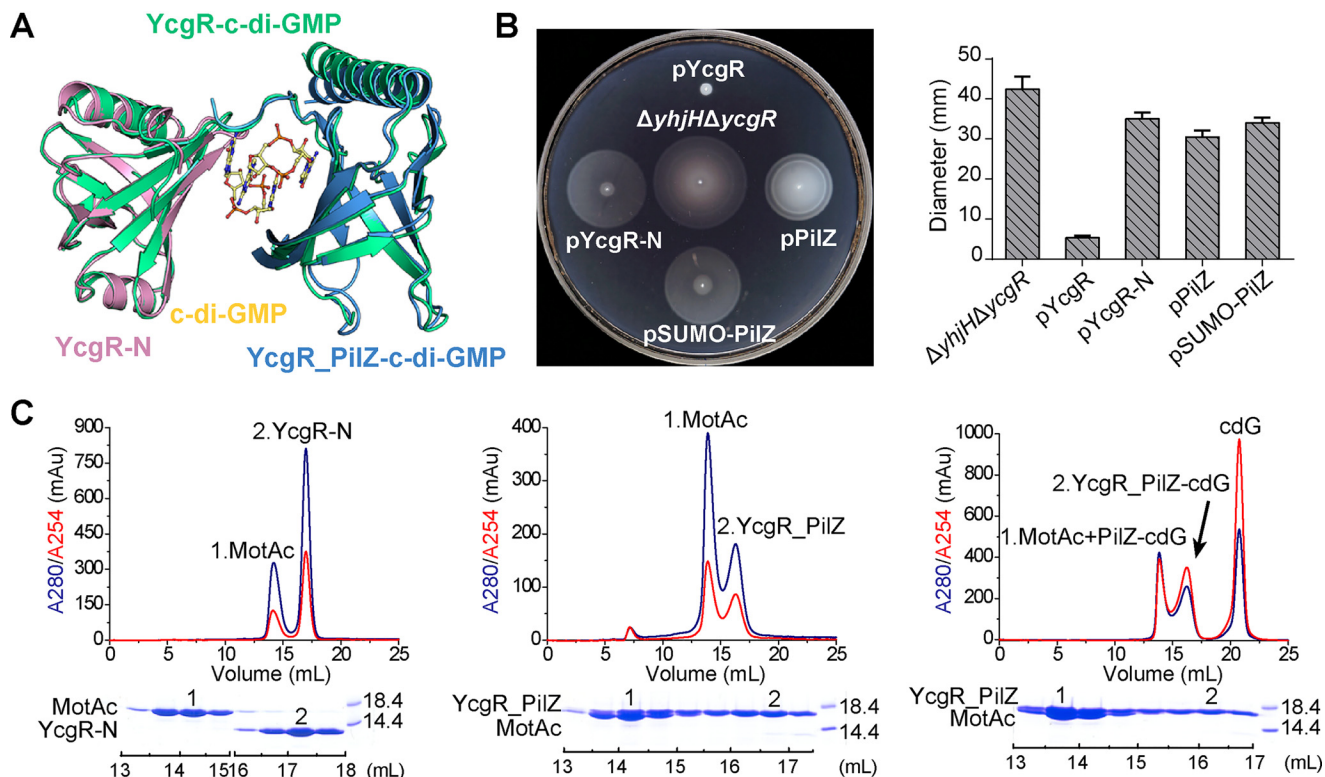 A
YcgR-c-di-GMP
YcgR-N
c-di-GMP
YcgR_PilZ-c-di-GMP
B
pYcgR
ΔyhjHΔycgR
pYcgR-N
pPilZ
pSUMO-PilZ
Diameter (mm)
50
40
30
20
10
0
ΔyhjHΔycgR
pYcgR
pYcgR-N
pPilZ
pSUMO-PilZ
C
A280/A254 (mAu)
900
750
600
450
300
150
0
2.YcgR-N
1.MotAc
0 5 10 15 20 25
Volume (mL)
MotAc
YcgR-N
1
2
18.4
14.4
13 14 15 16 17 18 (mL)
A280/A254 (mAu)
400
300
200
100
0
1.MotAc
2.YcgR_PilZ
0 5 10 15 20 25
Volume (mL)
YcgR_PilZ
MotAc
1
2
18.4
14.4
13 14 15 16 17 (mL)
A280/A254 (mAu)
1000
800
600
400
200
0
cdG
2.YcgR_PilZ-cdG
1.MotAc+PilZ-cdG
0 5 10 15 20 25
Volume (mL)
YcgR_PilZ
MotAc
1
2
18.4
14.4
13 14 15 16 17 (mL)